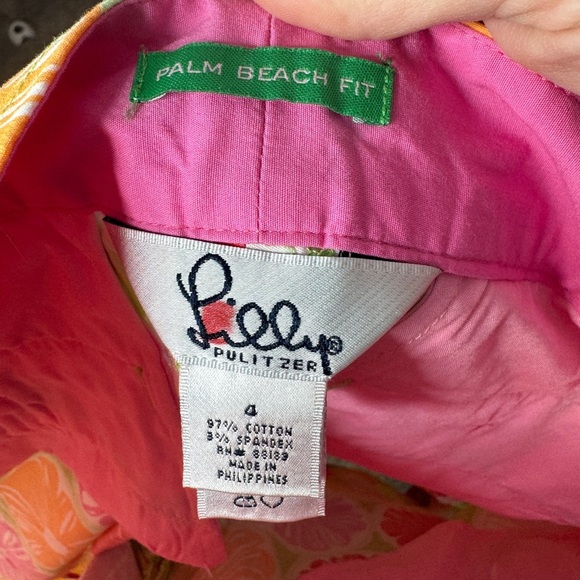 PALM BEACH FIT
Lilly®
PULITZER
4
97% COTTON
3% SPANDEX
RN# 88189
MADE IN
PHILIPPINES